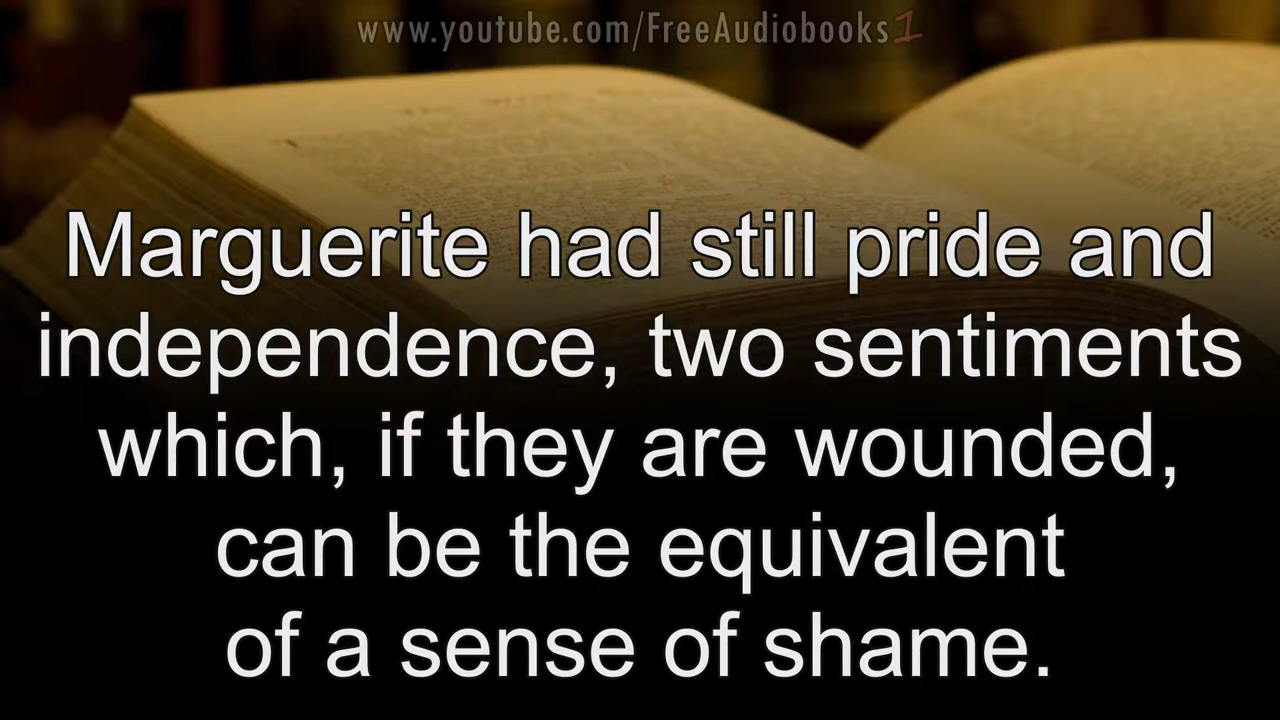 www.youtube.com/FreeAudiobooks1
Marguerite had still pride and
independence, two sentiments
which, if they are wounded,
can be the equivalent
of a sense of shame.